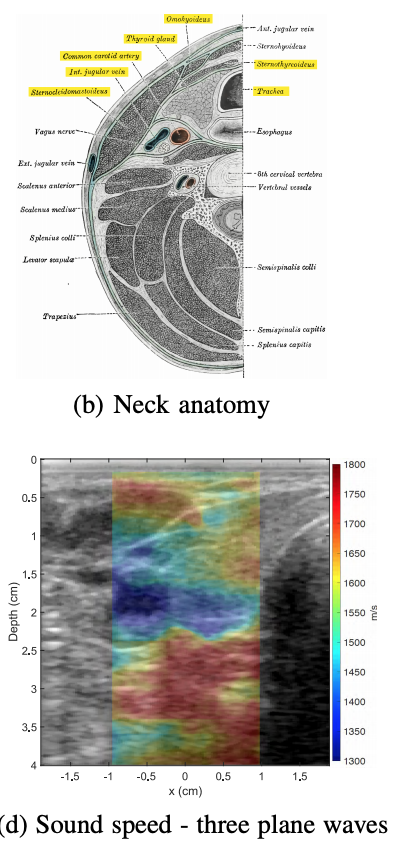 Omohyoideus
Ant. jugular vein
Thyroid gland
Sternohyoideus
Common carotid artery
Sternothyreoideus
Int. jugular vein
Sternocleidomastoideus
Trachea
Vagus nerve
Esophagus
Ext. jugular vein
6th cervical vertebra
Scalenus anterior
Vertebral vessels
Scalenus medius
Splenius colli
Levator scapulæ
Semispinalis colli
Trapezius
Semispinalis capitis
Splenius capitis
(b) Neck anatomy
0
0.5
1
1.5
2
2.5
3
3.5
4
Depth (cm)
-1.5 -1 -0.5 0 0.5 1 1.5
x (cm)
1800
1750
1700
1650
1600
1550
1500
1450
1400
1350
1300
m/s
(d) Sound speed - three plane waves